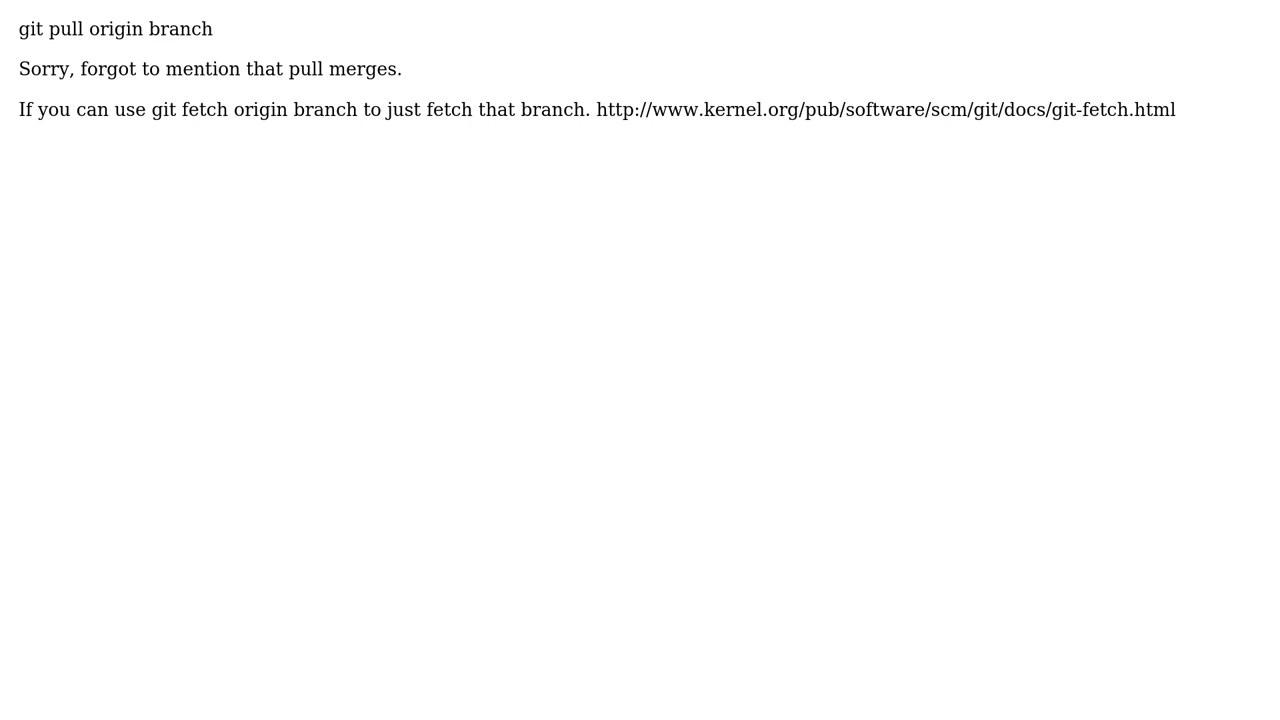 git pull origin branch
Sorry, forgot to mention that pull merges.
If you can use git fetch origin branch to just fetch that branch. http://www.kernel.org/pub/software/scm/git/docs/git-fetch.html